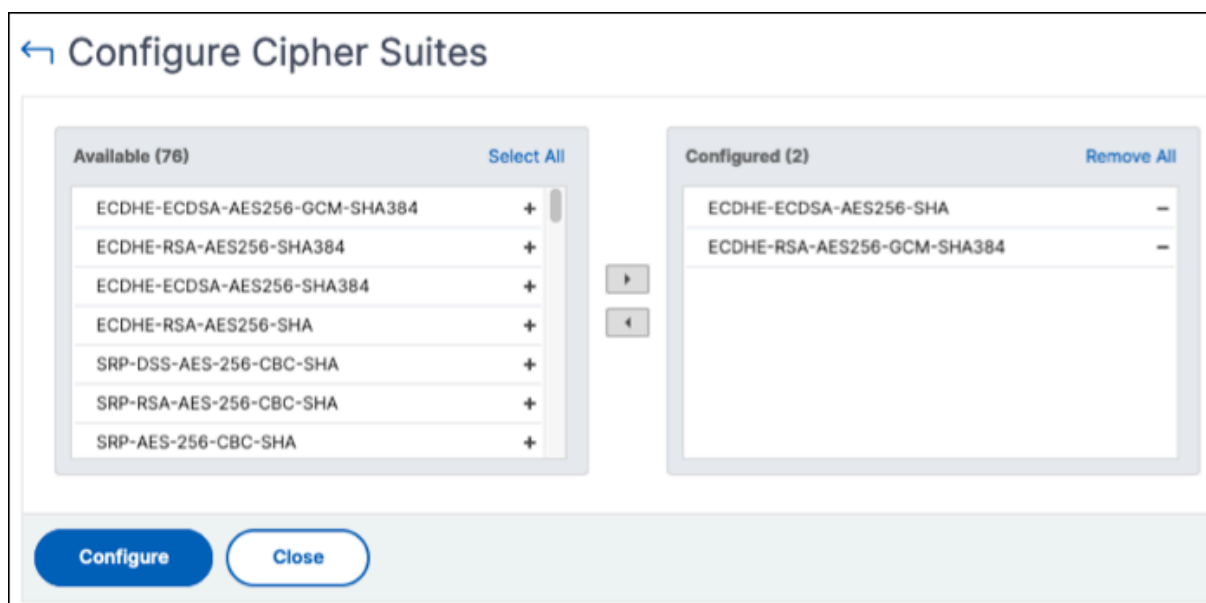 Configure Cipher Suites
Available (76) Select All
ECDHE-ECDSA-AES256-GCM-SHA384 +
ECDHE-RSA-AES256-SHA384 +
ECDHE-ECDSA-AES256-SHA384 +
ECDHE-RSA-AES256-SHA +
SRP-DSS-AES-256-CBC-SHA +
SRP-RSA-AES-256-CBC-SHA +
SRP-AES-256-CBC-SHA +
Configured (2) Remove All
ECDHE-ECDSA-AES256-SHA −
ECDHE-RSA-AES256-GCM-SHA384 −
Configure Close